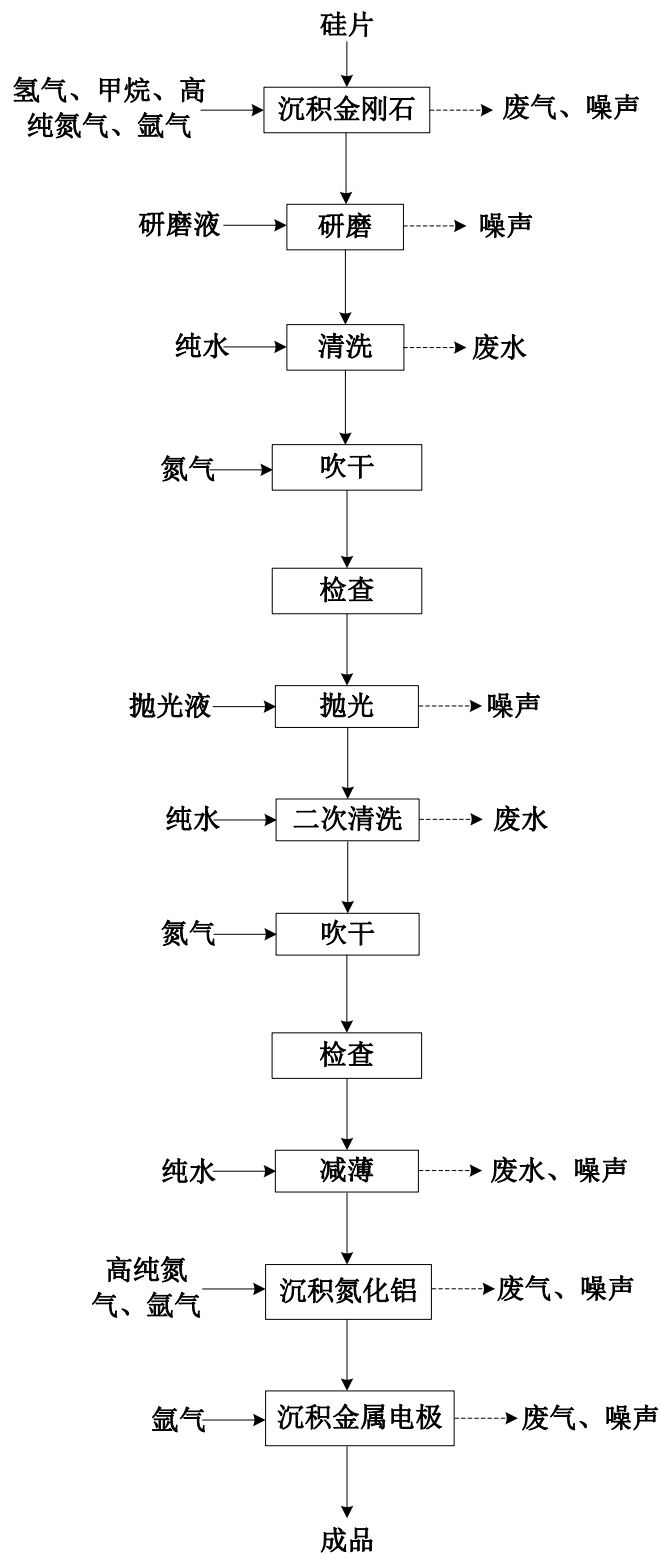 硅片
氢气、甲烷、高
纯氮气、氩气
沉积金刚石
废气、噪声
研磨液
研磨
噪声
纯水
清洗
废水
氮气
吹干
检查
抛光液
抛光
噪声
纯水
二次清洗
废水
氮气
吹干
检查
纯水
减薄
废水、噪声
高纯氮
气、氩气
沉积氮化铝
废气、噪声
氩气
沉积金属电极
废气、噪声
成品